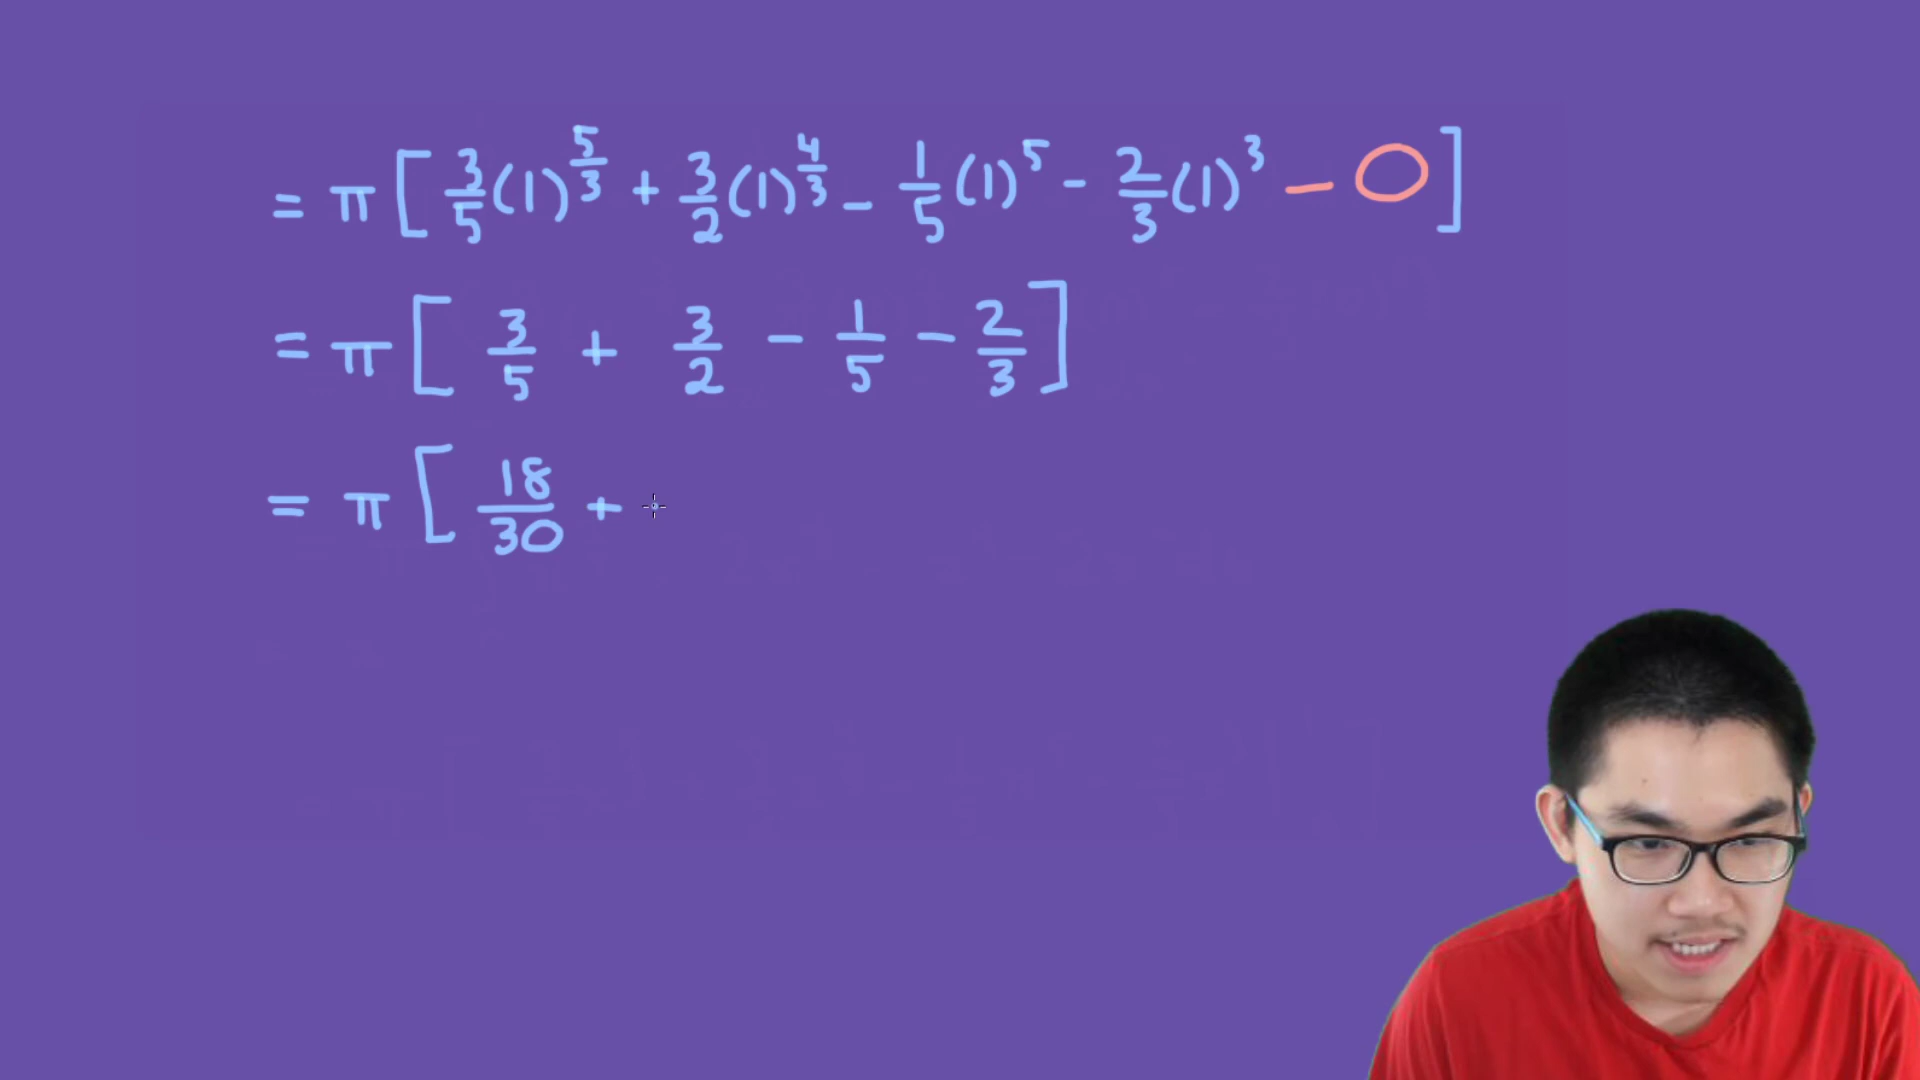 = π[ 3/5 (1)^5/3 + 3/2 (1)^4/3 - 1/5 (1)^5 - 2/3 (1)^3 - 0 ]
= π[ 3/5 + 3/2 - 1/5 - 2/3 ]
= π[ 18/30 +